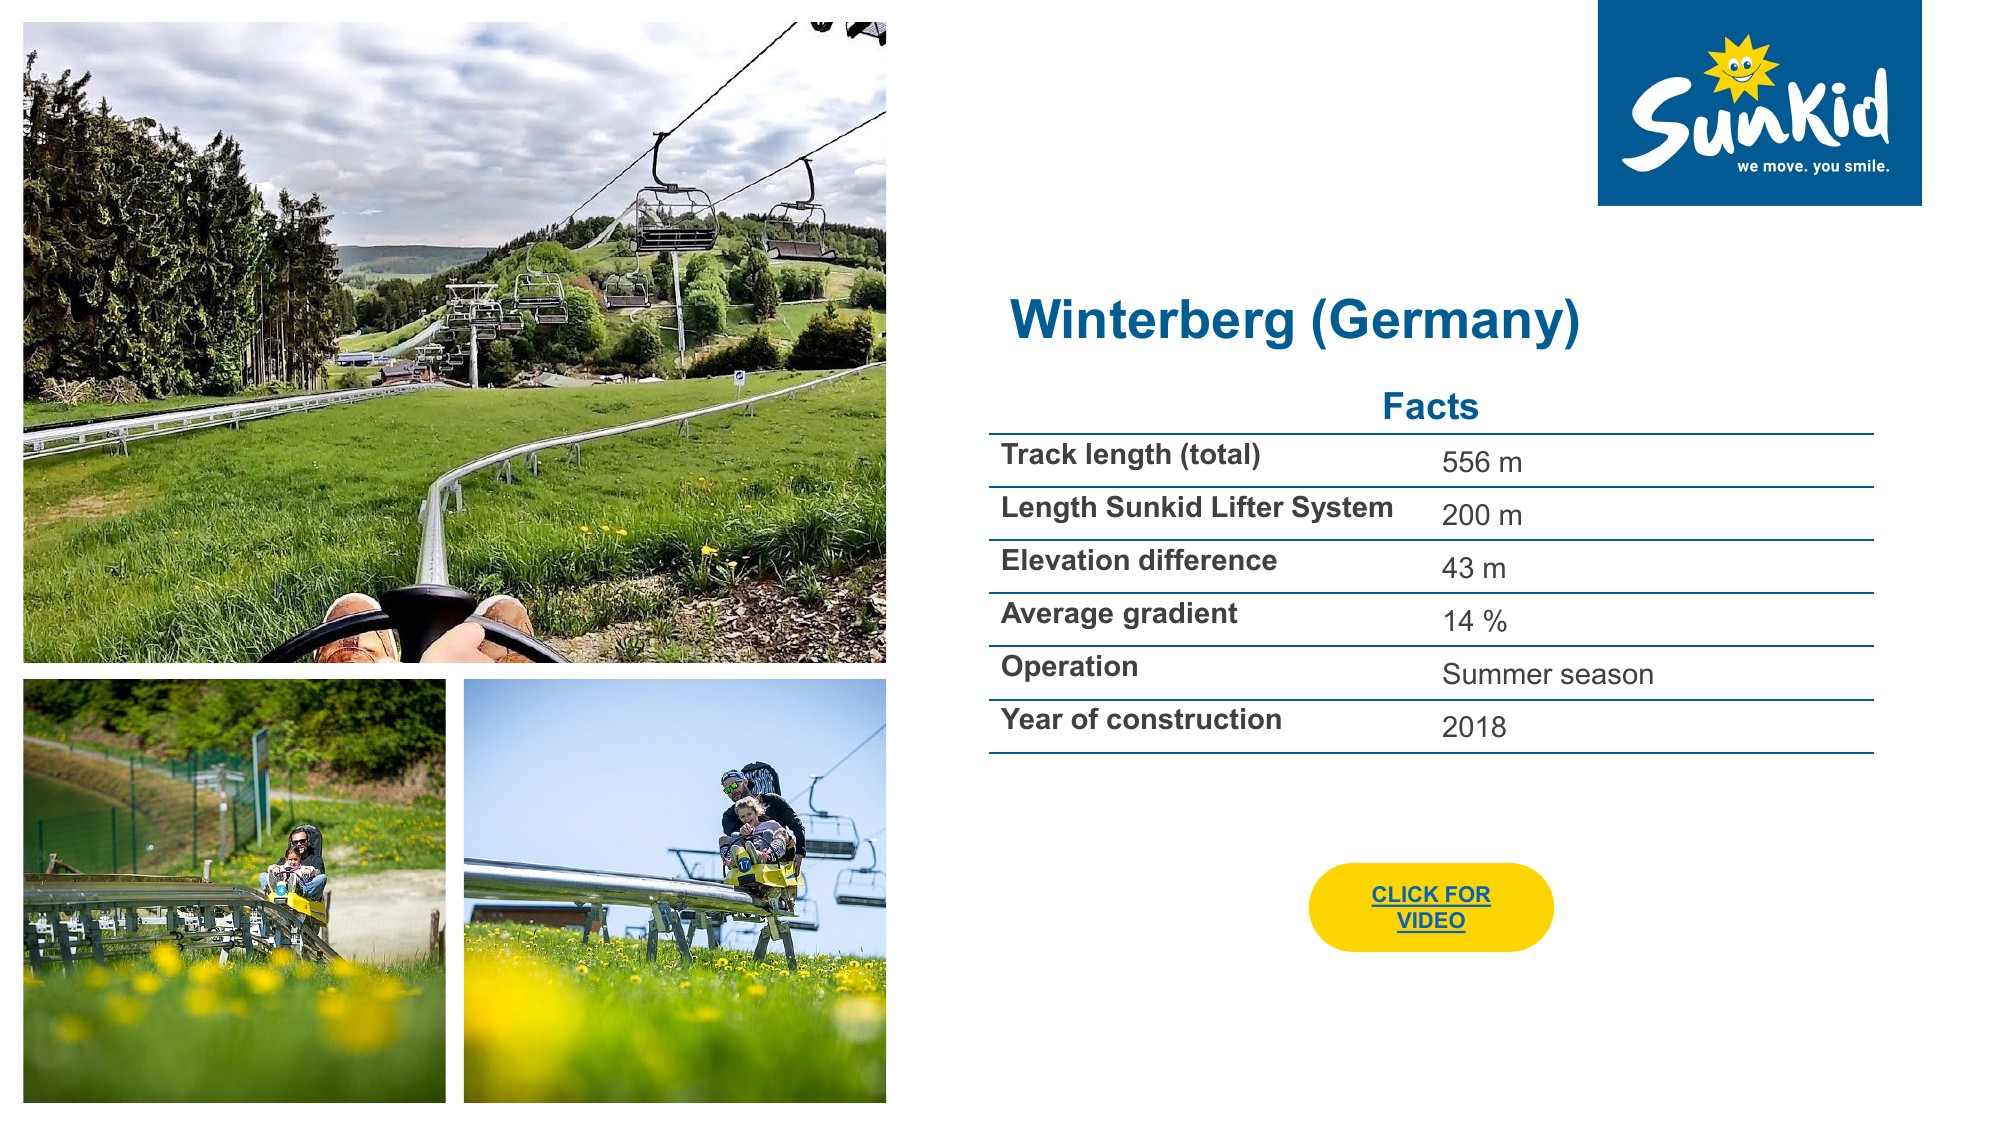 SunKid
we move. you smile.
Winterberg (Germany)
Facts
Track length (total) 556 m
Length Sunkid Lifter System 200 m
Elevation difference 43 m
Average gradient 14 %
Operation Summer season
Year of construction 2018
CLICK FOR
VIDEO
17